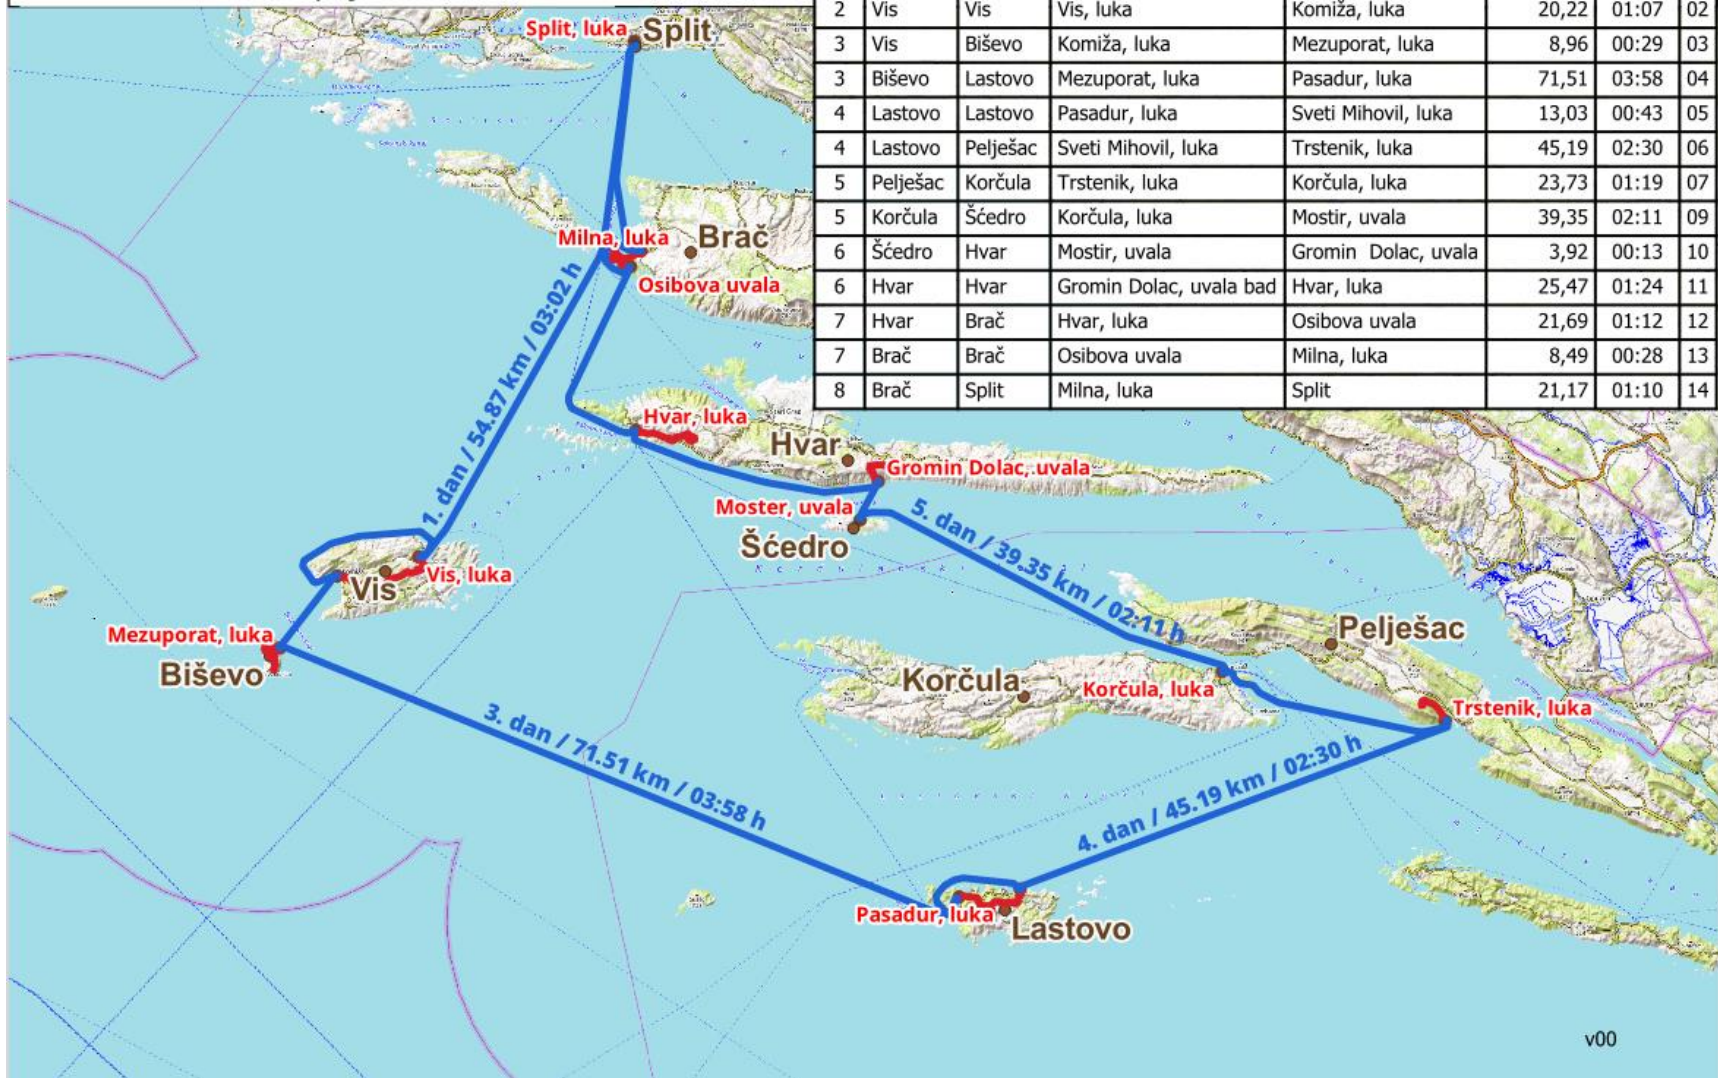 2 Vis Vis Vis, luka Komiža, luka 20,22 01:07 02
3 Vis Biševo Komiža, luka Mezuporat, luka 8,96 00:29 03
3 Biševo Lastovo Mezuporat, luka Pasadur, luka 71,51 03:58 04
4 Lastovo Lastovo Pasadur, luka Sveti Mihovil, luka 13,03 00:43 05
4 Lastovo Pelješac Sveti Mihovil, luka Trstenik, luka 45,19 02:30 06
5 Pelješac Korčula Trstenik, luka Korčula, luka 23,73 01:19 07
5 Korčula Šćedro Korčula, luka Mostir, uvala 39,35 02:11 09
6 Šćedro Hvar Mostir, uvala Gromin Dolac, uvala 3,92 00:13 10
6 Hvar Hvar Gromin Dolac, uvala bad Hvar, luka 25,47 01:24 11
7 Hvar Brač Hvar, luka Osibova uvala 21,69 01:12 12
7 Brač Brač Osibova uvala Milna, luka 8,49 00:28 13
8 Brač Split Milna, luka Split 21,17 01:10 14
Split, luka
Split
Milna, luka
Brač
Osibova uvala
1. dan / 54.87 km / 03:02 h
Hvar, luka
Hvar
Gromin Dolac, uvala
Moster, uvala
Šćedro
5. dan / 39.35 km / 02:11 h
Vis, luka
Vis
Mezuporat, luka
Biševo
Pelješac
Korčula
Korčula, luka
Trstenik, luka
3. dan / 71.51 km / 03:58 h
4. dan / 45.19 km / 02:30 h
Pasadur, luka
Lastovo
v00